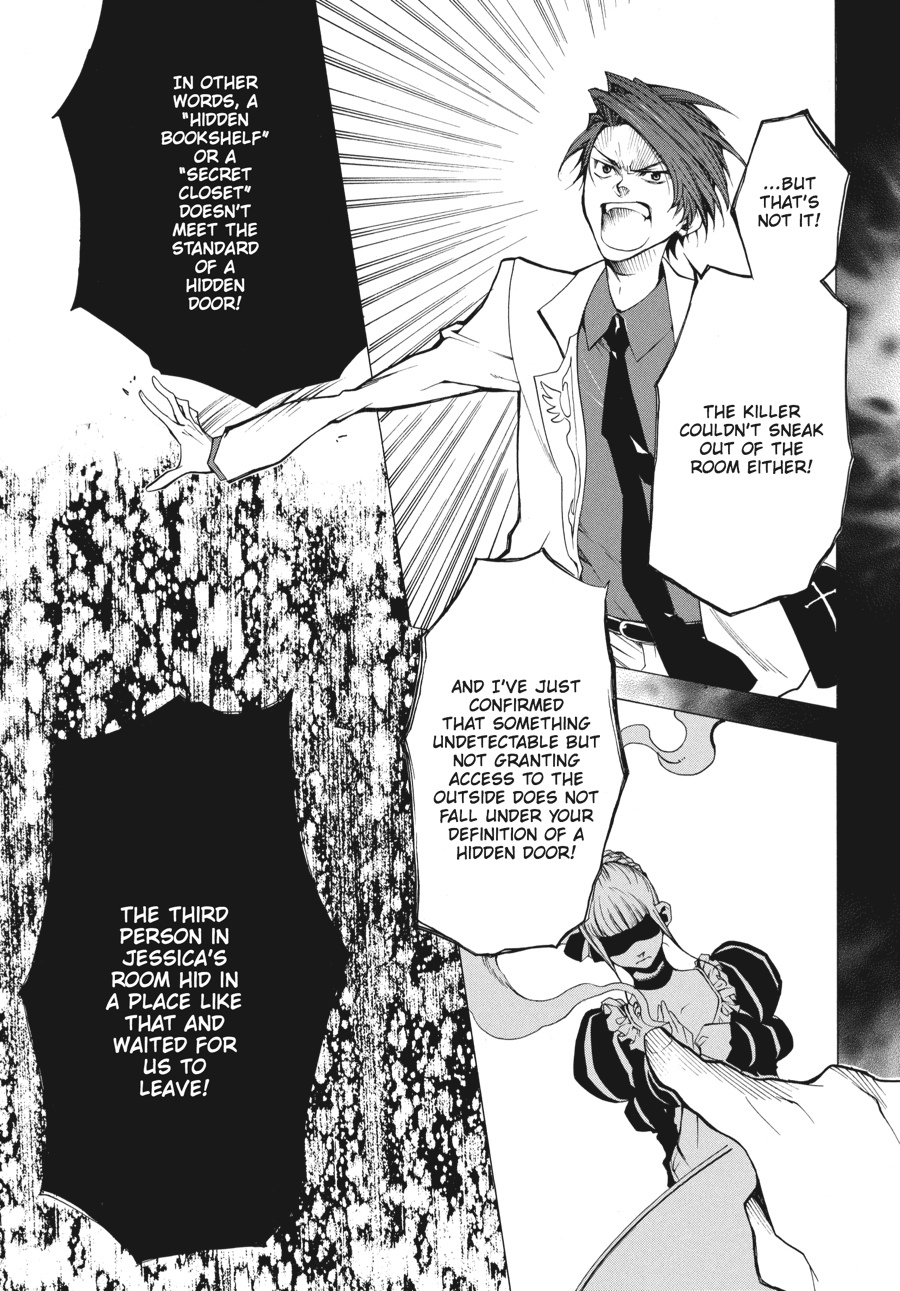 ...BUT
THAT'S
NOT IT!
THE KILLER
COULDN'T SNEAK
OUT OF THE
ROOM EITHER!
AND I'VE JUST
CONFIRMED
THAT SOMETHING
UNDETECTABLE BUT
NOT GRANTING
ACCESS TO THE
OUTSIDE DOES NOT
FALL UNDER YOUR
DEFINITION OF A
HIDDEN DOOR!
IN OTHER
WORDS, A
"HIDDEN
BOOKSHELF"
OR A
"SECRET
CLOSET"
DOESN'T
MEET THE
STANDARD
OF A
HIDDEN
DOOR!
THE THIRD
PERSON IN
JESSICA'S
ROOM HID IN
A PLACE LIKE
THAT AND
WAITED FOR
US TO
LEAVE!